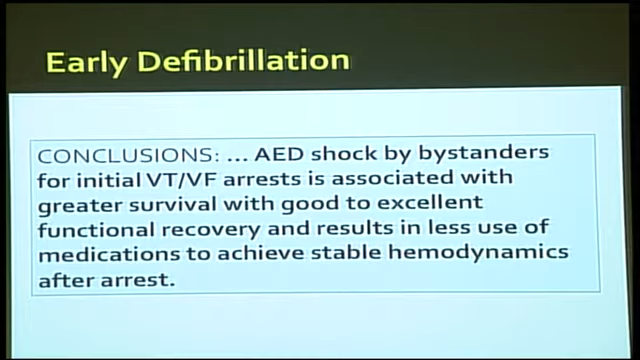 Early Defibrillation
CONCLUSIONS: ... AED shock by bystanders
for initial VT/VF arrests is associated with
greater survival with good to excellent
functional recovery and results in less use of
medications to achieve stable hemodynamics
after arrest.